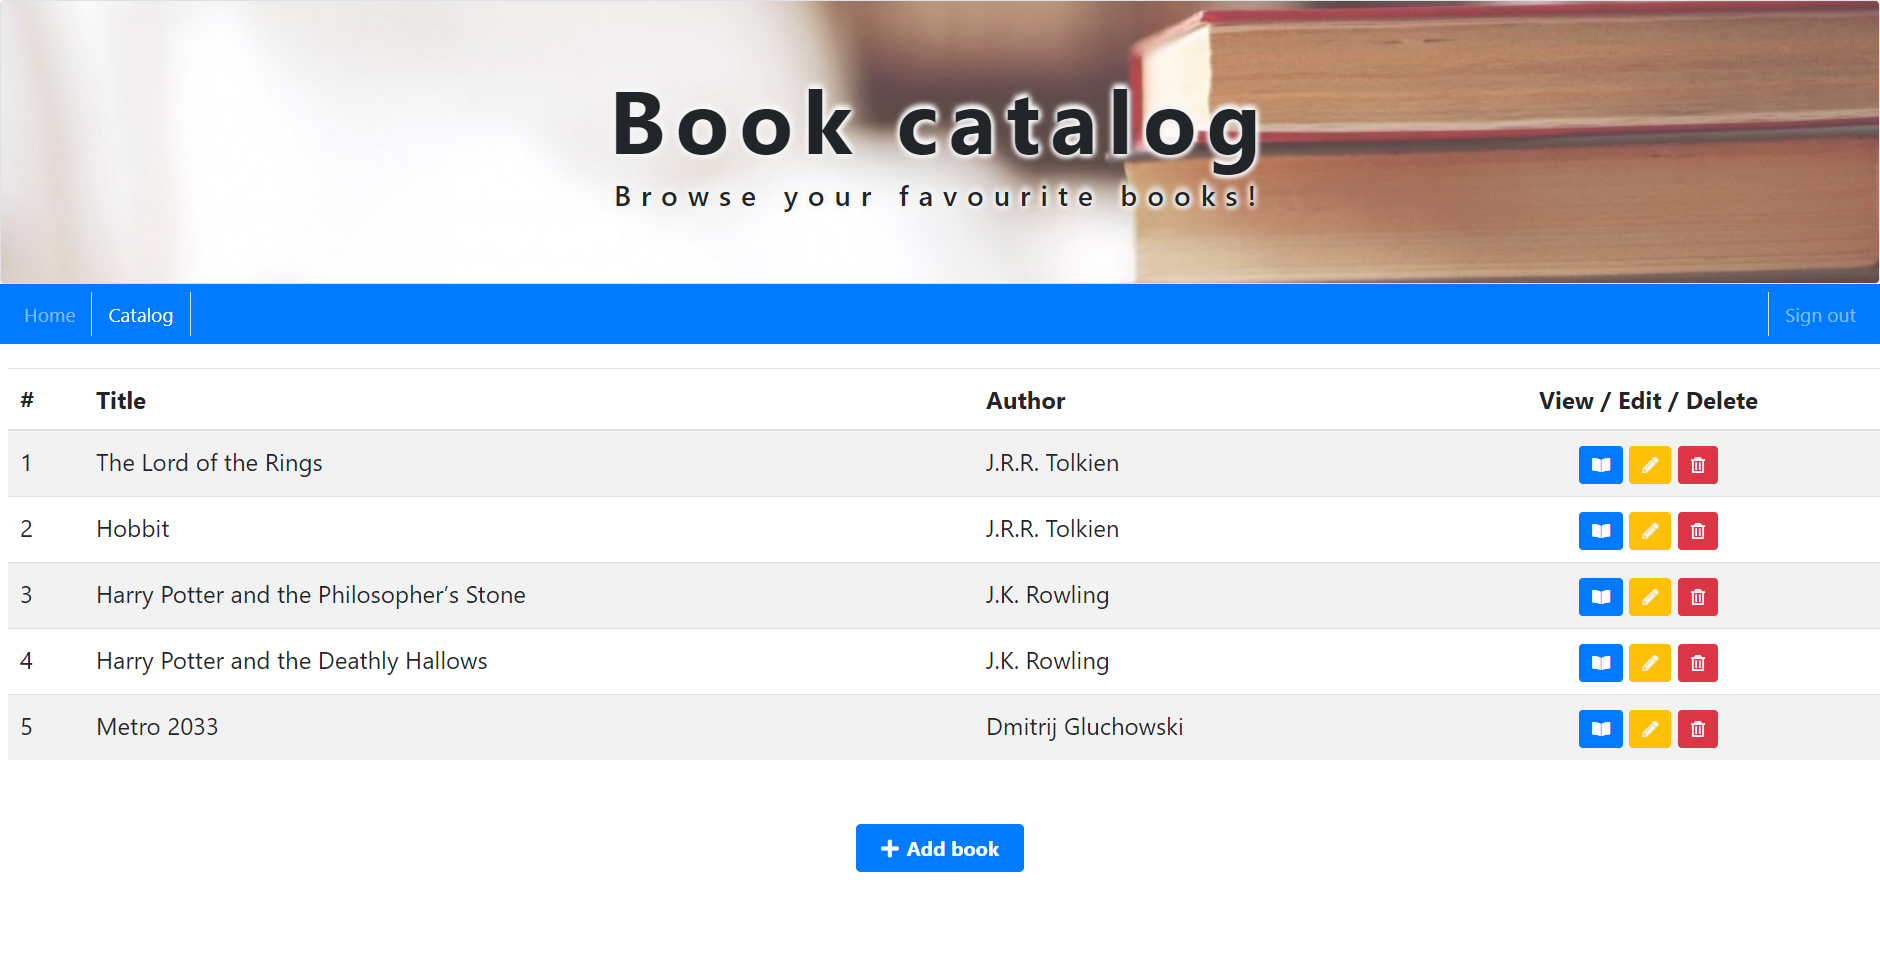 Book catalog
Browse your favourite books!
Home Catalog Sign out
# Title Author View / Edit / Delete
1 The Lord of the Rings J.R.R. Tolkien
2 Hobbit J.R.R. Tolkien
3 Harry Potter and the Philosopher’s Stone J.K. Rowling
4 Harry Potter and the Deathly Hallows J.K. Rowling
5 Metro 2033 Dmitrij Gluchowski
Add book